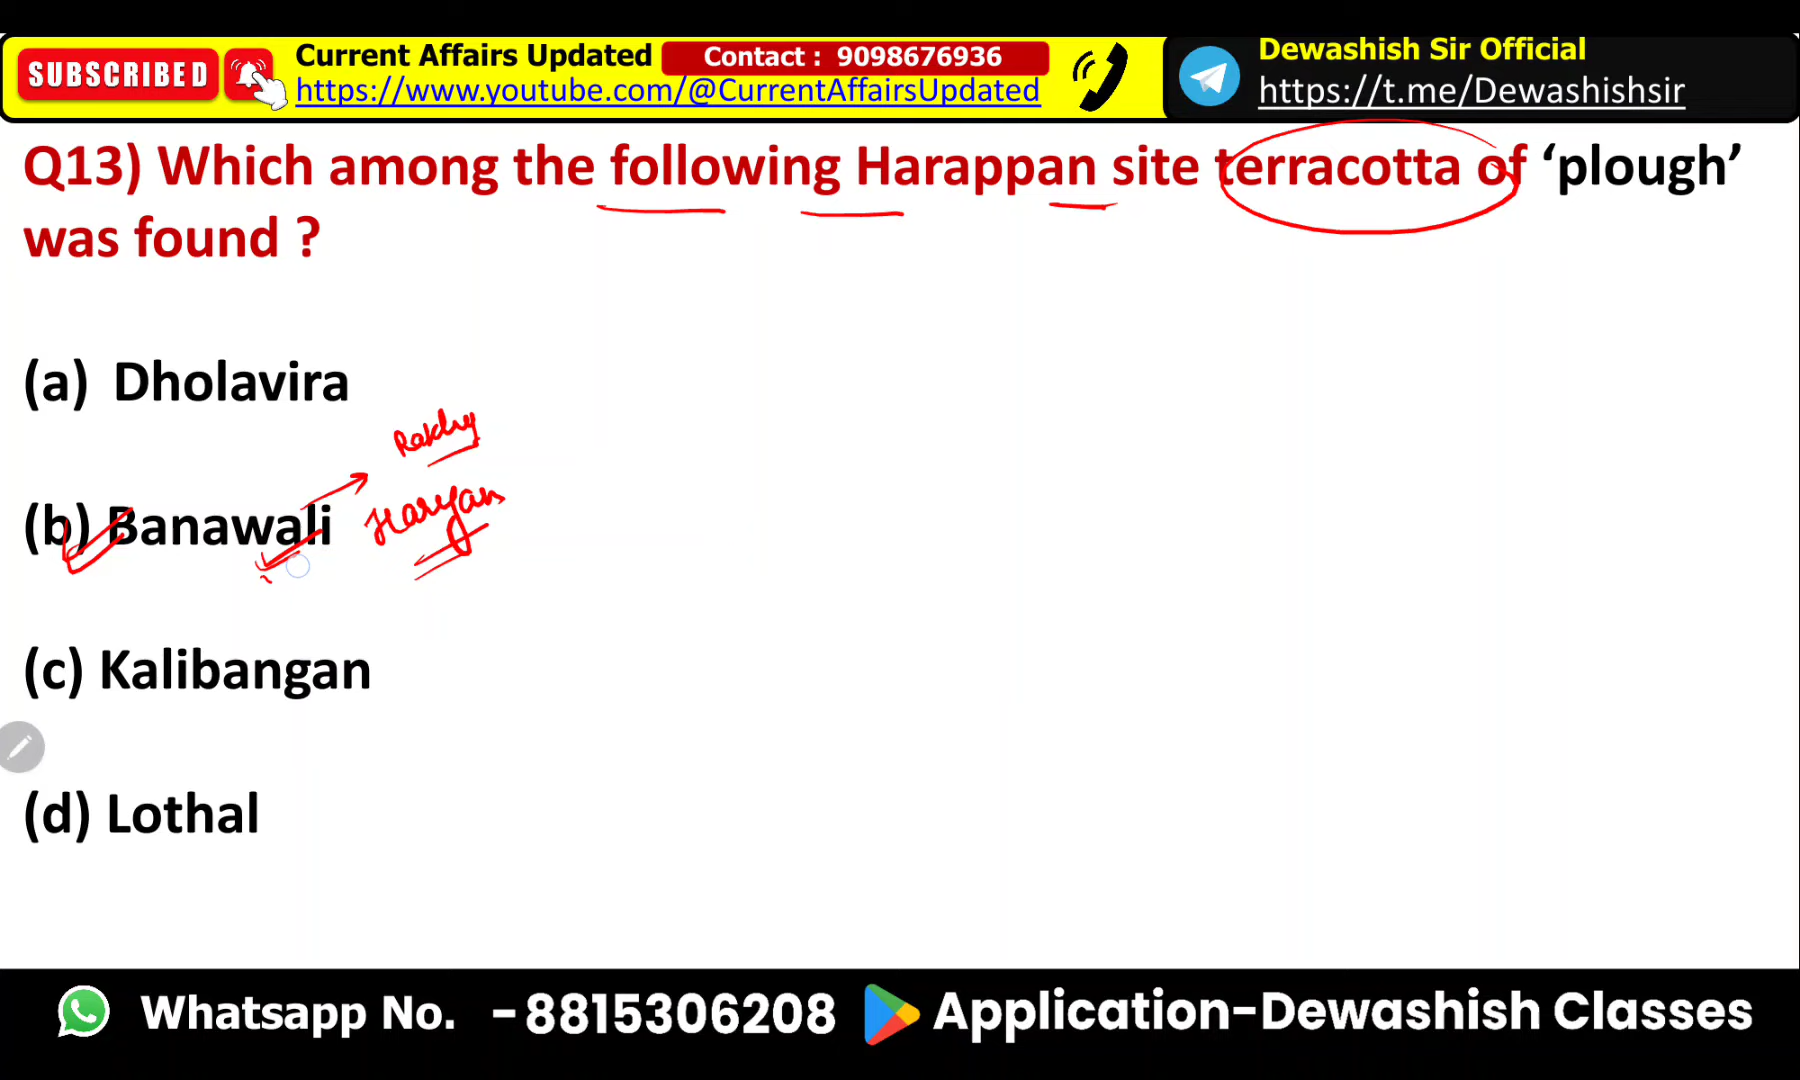 SUBSCRIBED
Current Affairs Updated
Contact : 9098676936
https://www.youtube.com/@CurrentAffairsUpdated
Dewashish Sir Official
https://t.me/Dewashishsir
Q13) Which among the following Harappan site terracotta of ‘plough’
was found ?
(a) Dholavira
(b) Banawali
Haryan
(c) Kalibangan
(d) Lothal
Whatsapp No. -8815306208
Application-Dewashish Classes